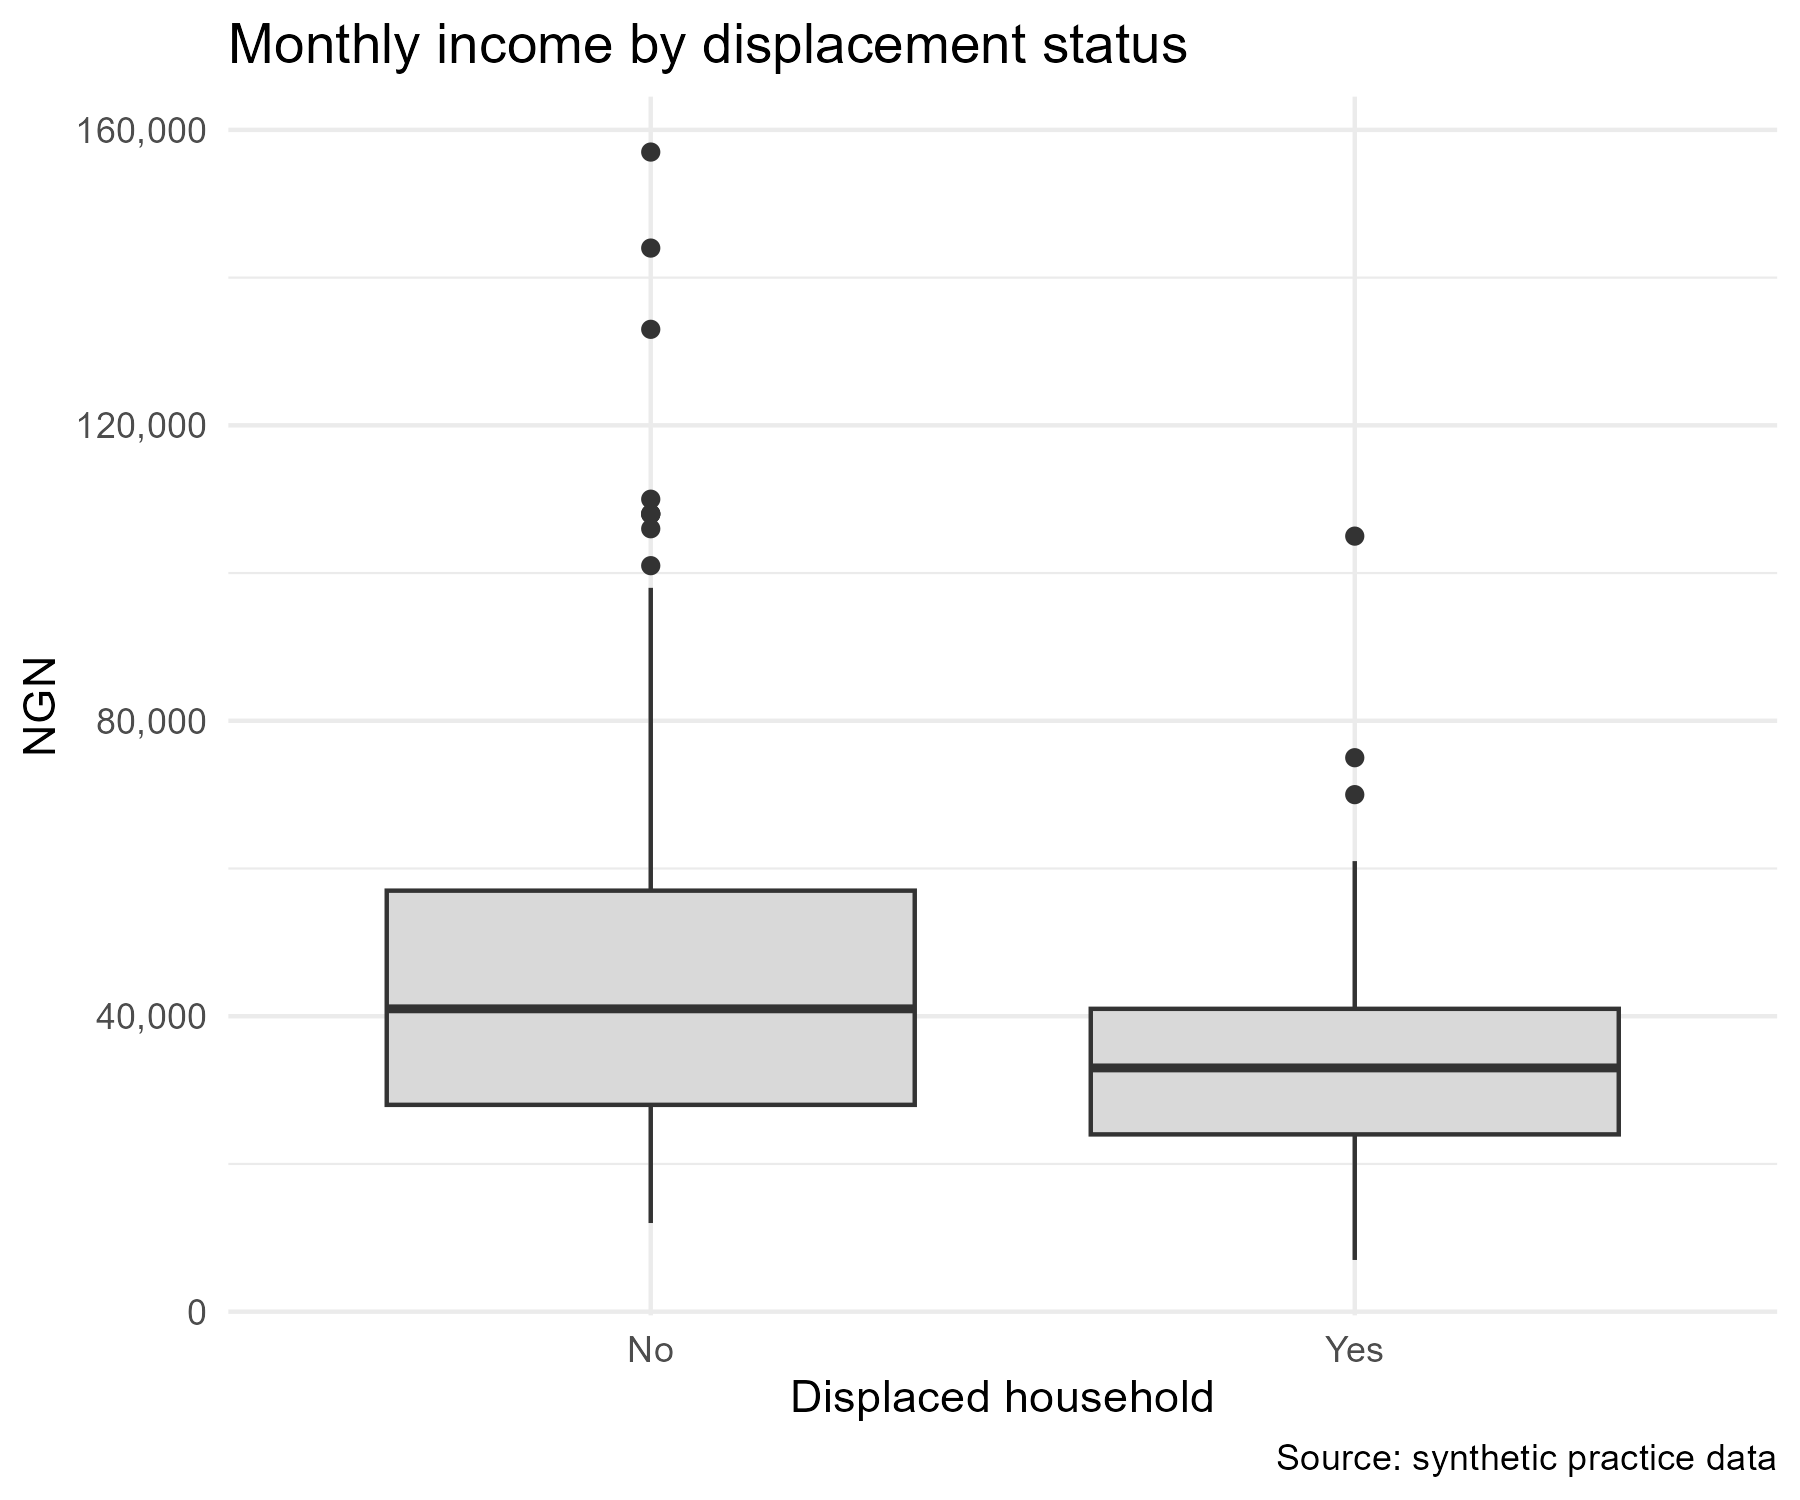 Monthly income by displacement status
160,000
120,000
80,000
40,000
0
NGN
No
Yes
Displaced household
Source: synthetic practice data